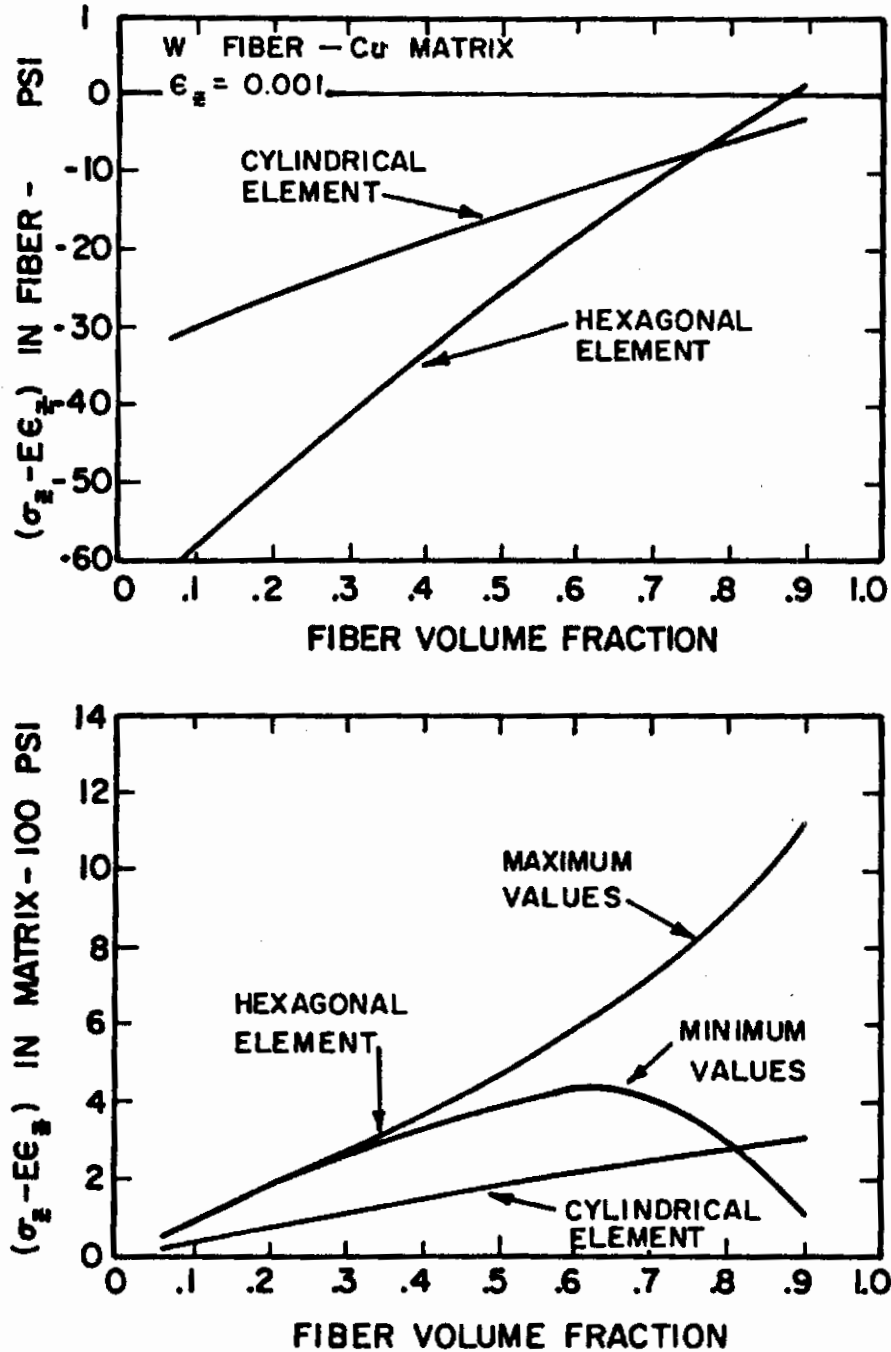 W FIBER – Cu MATRIX
ϵz = 0.001
(σz-Eϵz) IN FIBER - PSI
1
0
-10
-20
-30
-40
-50
-60
CYLINDRICAL
ELEMENT
HEXAGONAL
ELEMENT
0 .1 .2 .3 .4 .5 .6 .7 .8 .9 1.0
FIBER VOLUME FRACTION
(σz-Eϵz) IN MATRIX-100 PSI
14
12
10
8
6
4
2
0
MAXIMUM
VALUES
HEXAGONAL
ELEMENT
MINIMUM
VALUES
CYLINDRICAL
ELEMENT
0 .1 .2 .3 .4 .5 .6 .7 .8 .9 1.0
FIBER VOLUME FRACTION